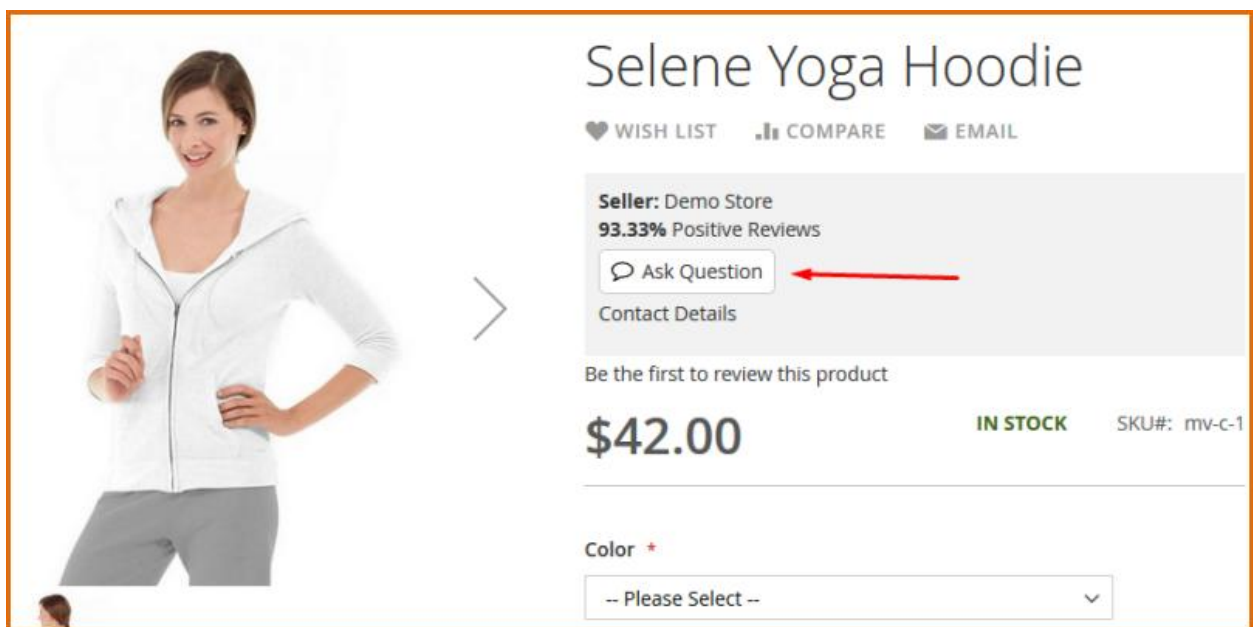 Selene Yoga Hoodie
WISH LIST COMPARE EMAIL
Seller: Demo Store
93.33% Positive Reviews
Ask Question
Contact Details
Be the first to review this product
$42.00 IN STOCK SKU#: mv-c-1
Color *
-- Please Select --